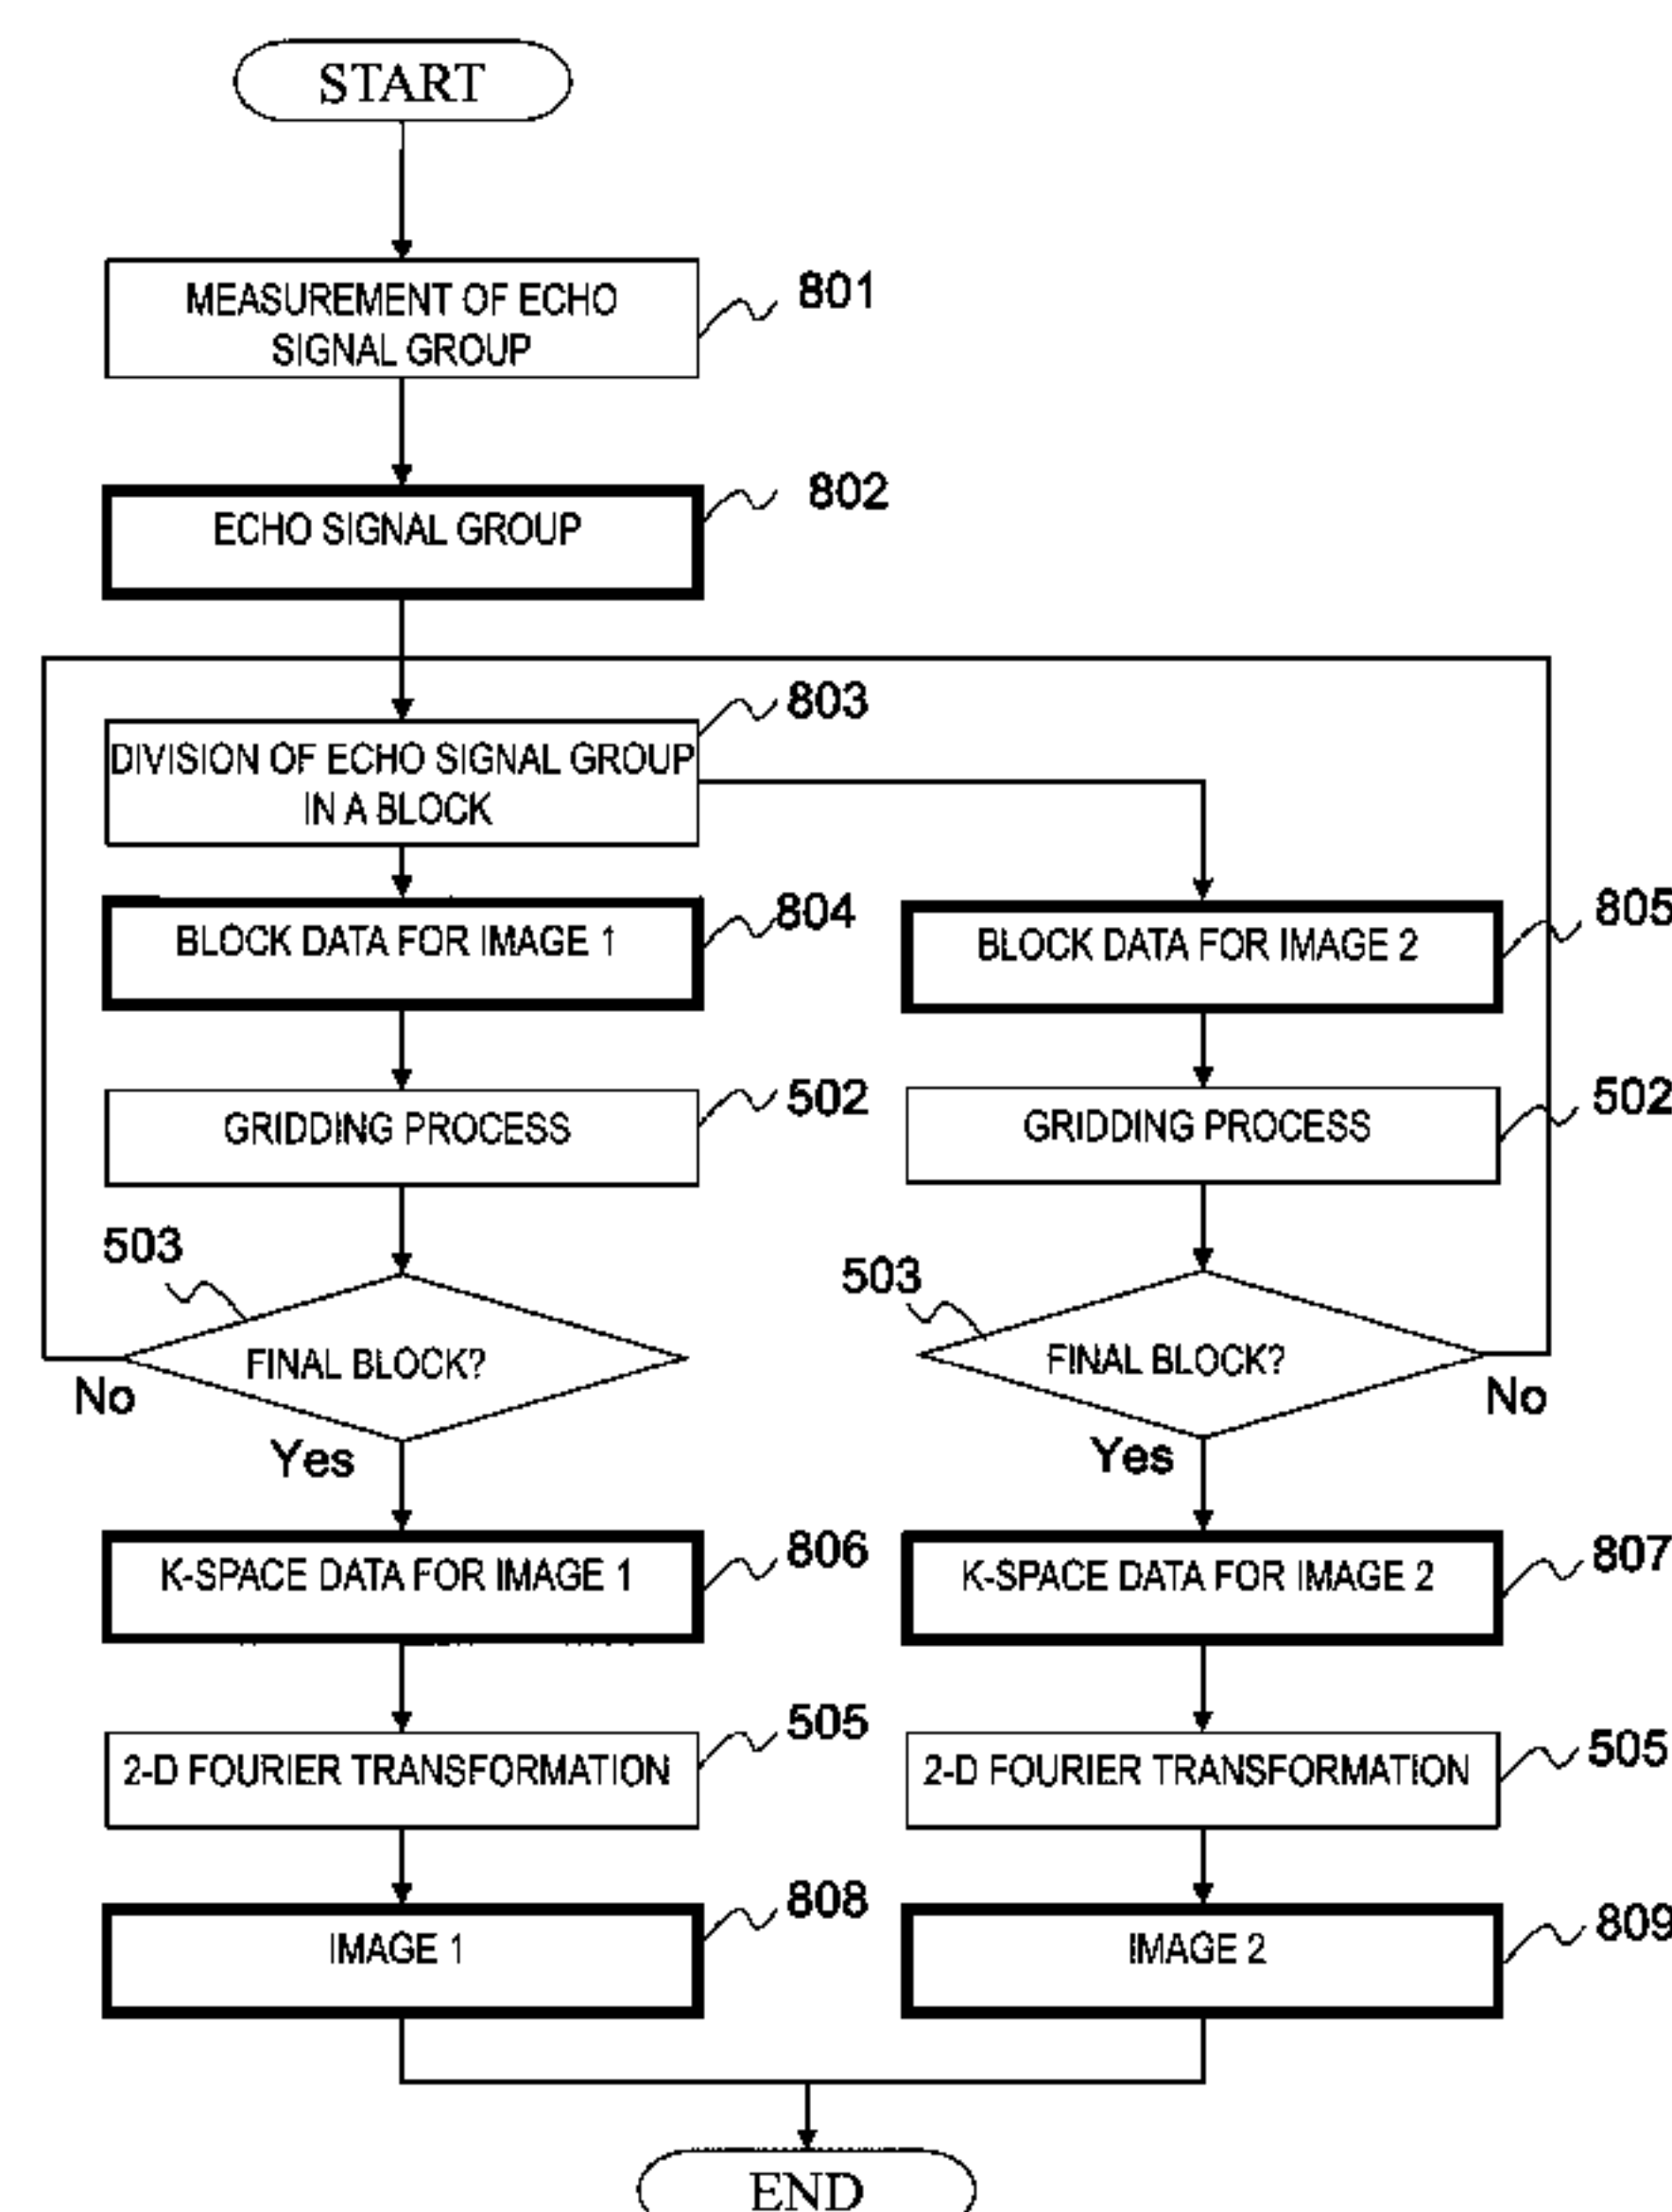 START
MEASUREMENT OF ECHO
SIGNAL GROUP
801
ECHO SIGNAL GROUP
802
DIVISION OF ECHO SIGNAL GROUP
IN A BLOCK
803
BLOCK DATA FOR IMAGE 1
804
BLOCK DATA FOR IMAGE 2
805
GRIDDING PROCESS
502
GRIDDING PROCESS
502
503
FINAL BLOCK?
No
Yes
503
FINAL BLOCK?
No
Yes
K-SPACE DATA FOR IMAGE 1
806
K-SPACE DATA FOR IMAGE 2
807
2-D FOURIER TRANSFORMATION
505
2-D FOURIER TRANSFORMATION
505
IMAGE 1
808
IMAGE 2
809
END